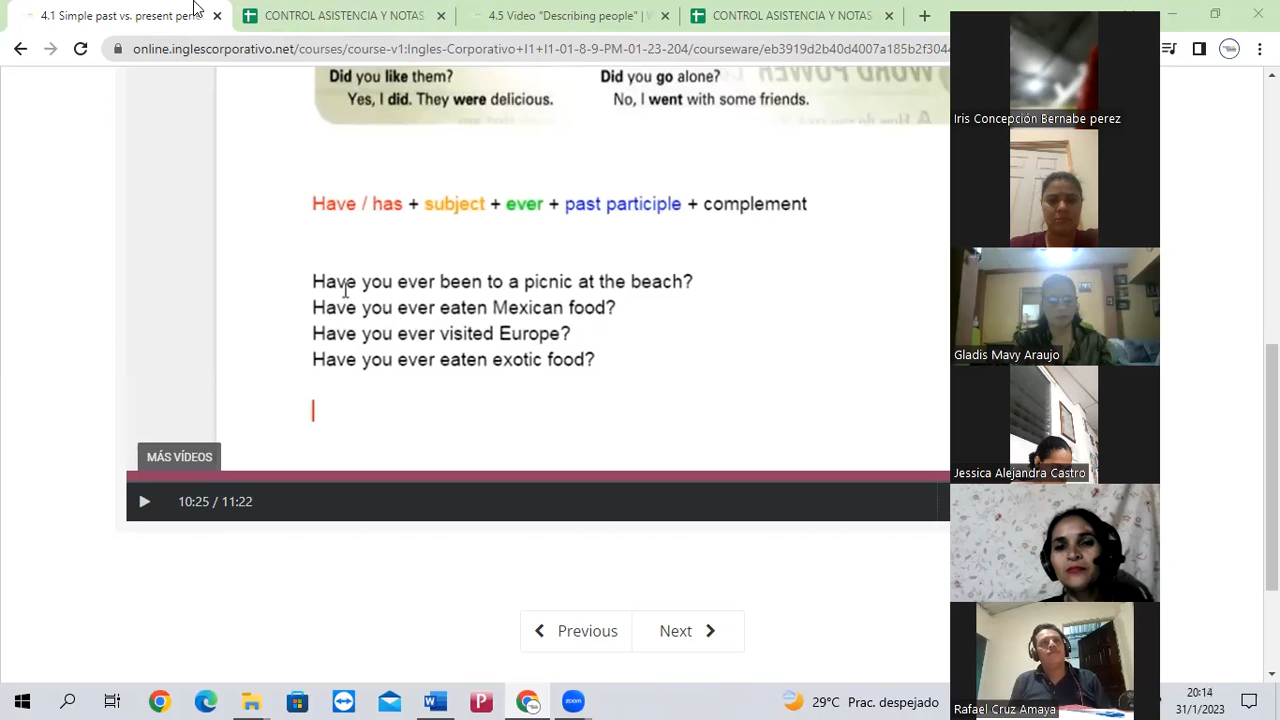 4.1 Simple past vs. present perf
CONTROL ASISTENCIA Y NOTAS
4.5 Video "Describing people" |
CONTROL ASISTENCIA Y NOTAS
online.inglescorporativo.net/courses/course-v1:Ingles-Corporativo+I1+I1-01-8-9-PM-01-23-204/courseware/eb3919d2b40d4007a185b2f304
Did you like them?
Did you go alone?
Yes, I did. They were delicious.
No, I went with some friends.
Have / has + subject + ever + past participle + complement
Have you ever been to a picnic at the beach?
Have you ever eaten Mexican food?
Have you ever visited Europe?
Have you ever eaten exotic food?
MÁS VÍDEOS
10:25 / 11:22
Previous
Next
Iris Concepción Bernabe perez
Gladis Mavy Araujo
Jessica Alejandra Castro
Rafael Cruz Amaya
zoom
29°C Parc. despejado
20:14
31/1/2023